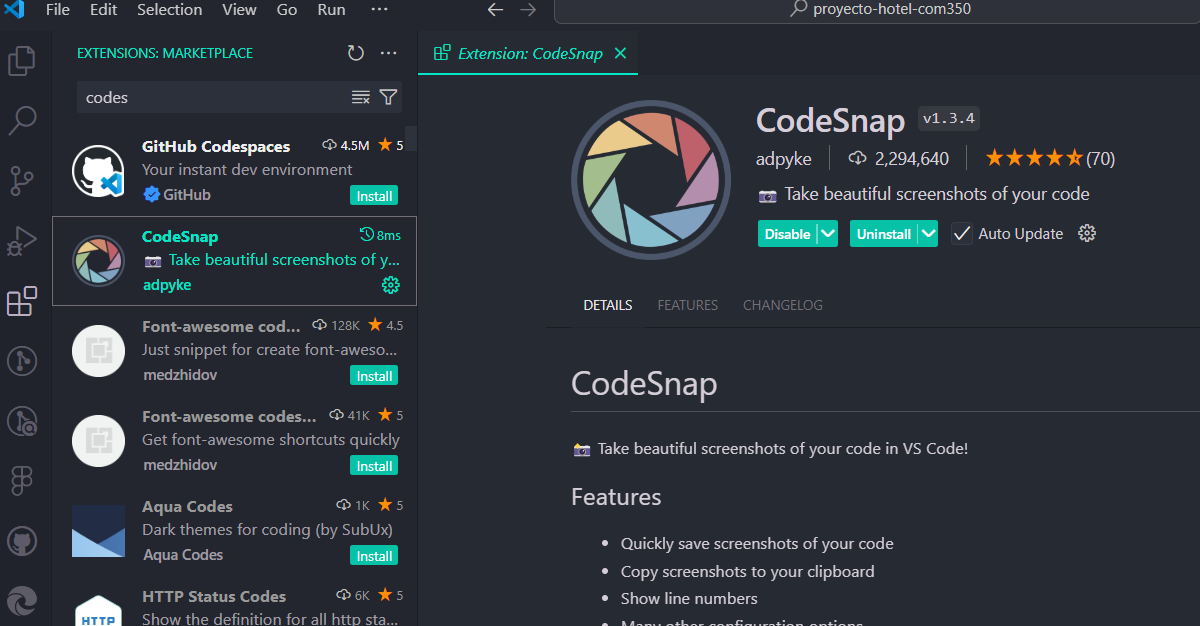 File Edit Selection View Go Run ···
proyecto-hotel-com350
EXTENSIONS: MARKETPLACE
codes
GitHub Codespaces 4.5M ★ 5
Your instant dev environment
GitHub
Install
CodeSnap 8ms
Take beautiful screenshots of y...
adpyke
Font-awesome cod... 128K ★ 4.5
Just snippet for create font-aweso...
medzhidov
Install
Font-awesome codes... 41K ★ 5
Get font-awesome shortcuts quickly
medzhidov
Install
Aqua Codes 1K ★ 5
Dark themes for coding (by SubUx)
Aqua Codes
Install
HTTP Status Codes 6K ★ 5
HTTP
Show the definition for all http sta...
Extension: CodeSnap
CodeSnap v1.3.4
adpyke 2,294,640 (70)
Take beautiful screenshots of your code
Disable Uninstall Auto Update
DETAILS FEATURES CHANGELOG
CodeSnap
Take beautiful screenshots of your code in VS Code!
Features
• Quickly save screenshots of your code
• Copy screenshots to your clipboard
• Show line numbers
• Many other configuration options